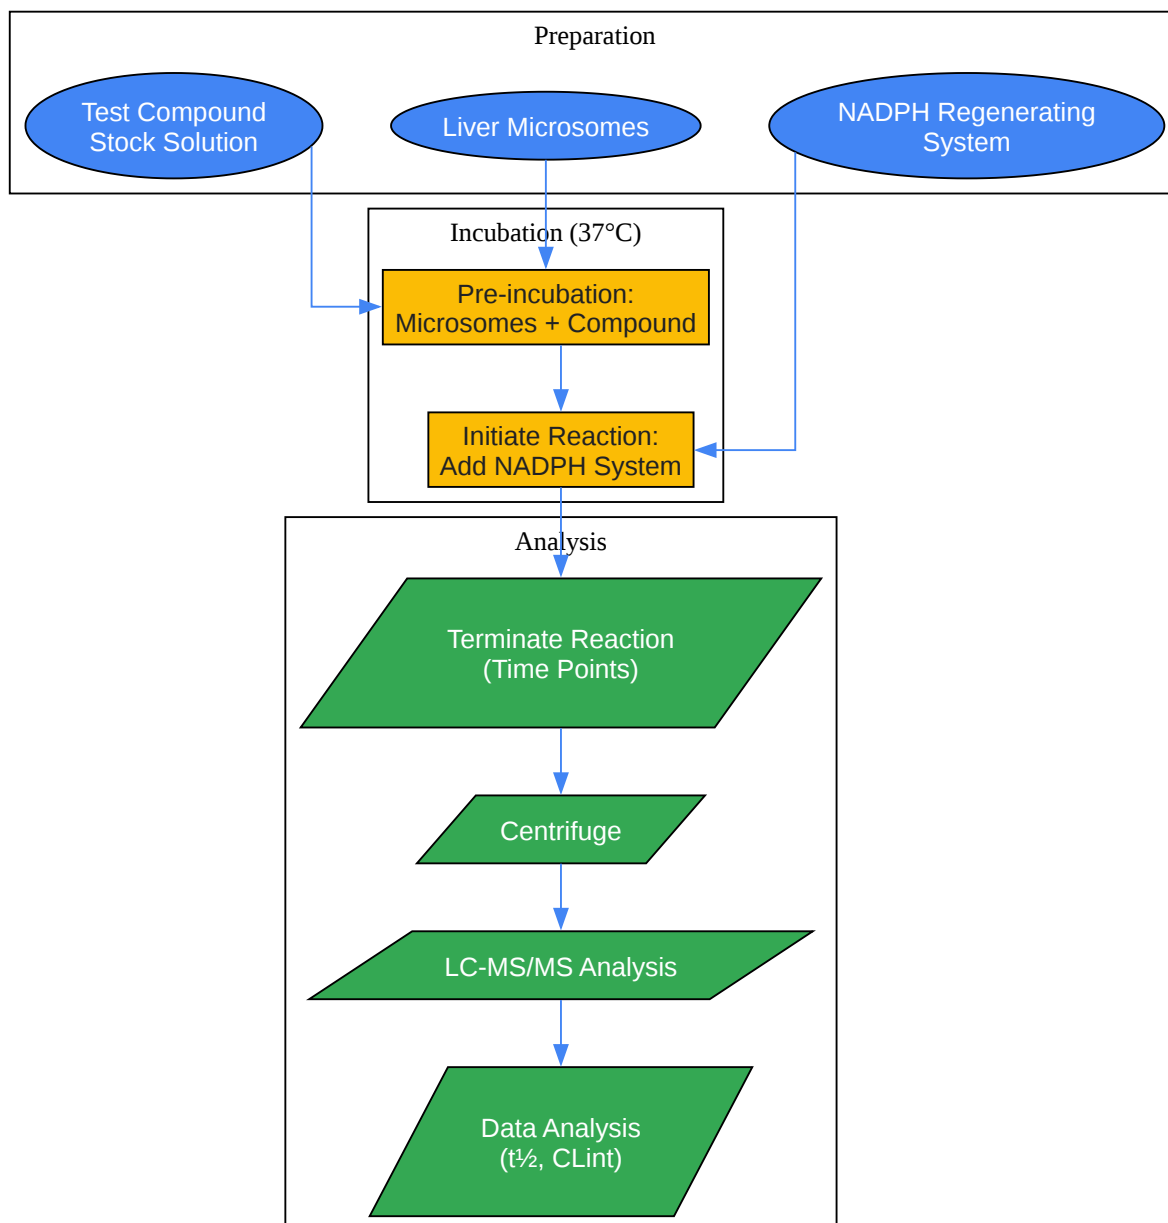 Preparation
Test Compound
Stock Solution
Liver Microsomes
NADPH Regenerating
System
Incubation (37°C)
Pre-incubation:
Microsomes + Compound
Initiate Reaction:
Add NADPH System
Analysis
Terminate Reaction
(Time Points)
Centrifuge
LC-MS/MS Analysis
Data Analysis
(t½, CLint)